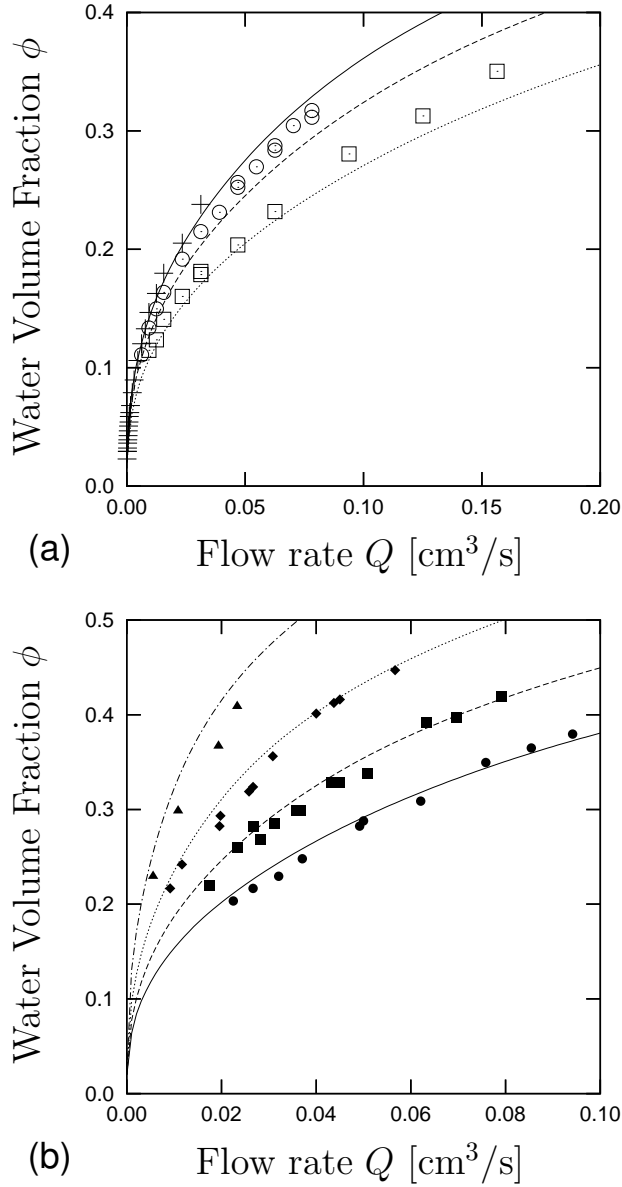 0.4
0.3
0.2
0.1
0.0
Water Volume Fraction ϕ
0.00 0.05 0.10 0.15 0.20
(a) Flow rate Q [cm³/s]
0.5
0.4
0.3
0.2
0.1
0.0
Water Volume Fraction ϕ
0.00 0.02 0.04 0.06 0.08 0.10
(b) Flow rate Q [cm³/s]